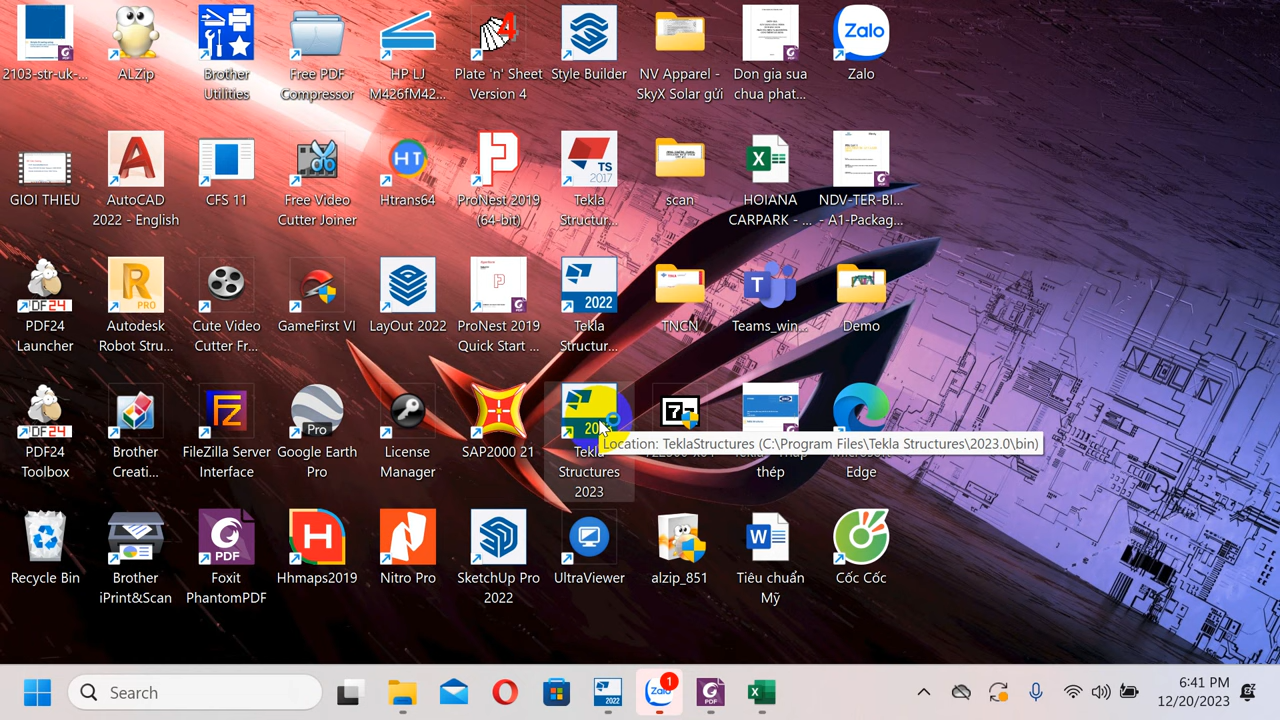 2103-str-uk-...
ALZip
Brother
Utilities
Free PDF
Compressor
HP LJ
M426fM42...
Plate 'n' Sheet
Version 4
Style Builder
NV Apparel -
SkyX Solar gửi
Don gia sua
chua phat...
Zalo
Zalo
GIOI THIEU
AutoCAD
2022 - English
CFS 11
Free Video
Cutter Joiner
HT
Htrans64
ProNest 2019
(64-bit)
TS
2017
Tekla
Structur...
scan
HOIANA
CARPARK - ...
NDV-TER-BI...
- A1-Packag...
PDF24
Launcher
PRO
Autodesk
Robot Stru...
Cute Video
Cutter Fr...
GameFirst VI
LayOut 2022
ProNest 2019
Quick Start ...
2022
Tekla
Structur...
TNCN
Teams_win...
Demo
PDF24
Toolbox
Brother
Creati...
FileZilla Server
Interface
Pro
Google Earth
Pro
License
Manager
SAP2000 21
Tekla
Structures
2023
Location: TeklaStructures (C:\Program Files\Tekla Structures\2023.0\bin)
thép
Edge
Recycle Bin
Brother
iPrint&Scan
PDF
Foxit
PhantomPDF
Hhmaps2019
Nitro Pro
SketchUp Pro
2022
UltraViewer
alzip_851
Tiêu chuẩn
Mỹ
Cốc Cốc
Search
2022
Zalo
1
PDF
6:41 PM
12/20/2023